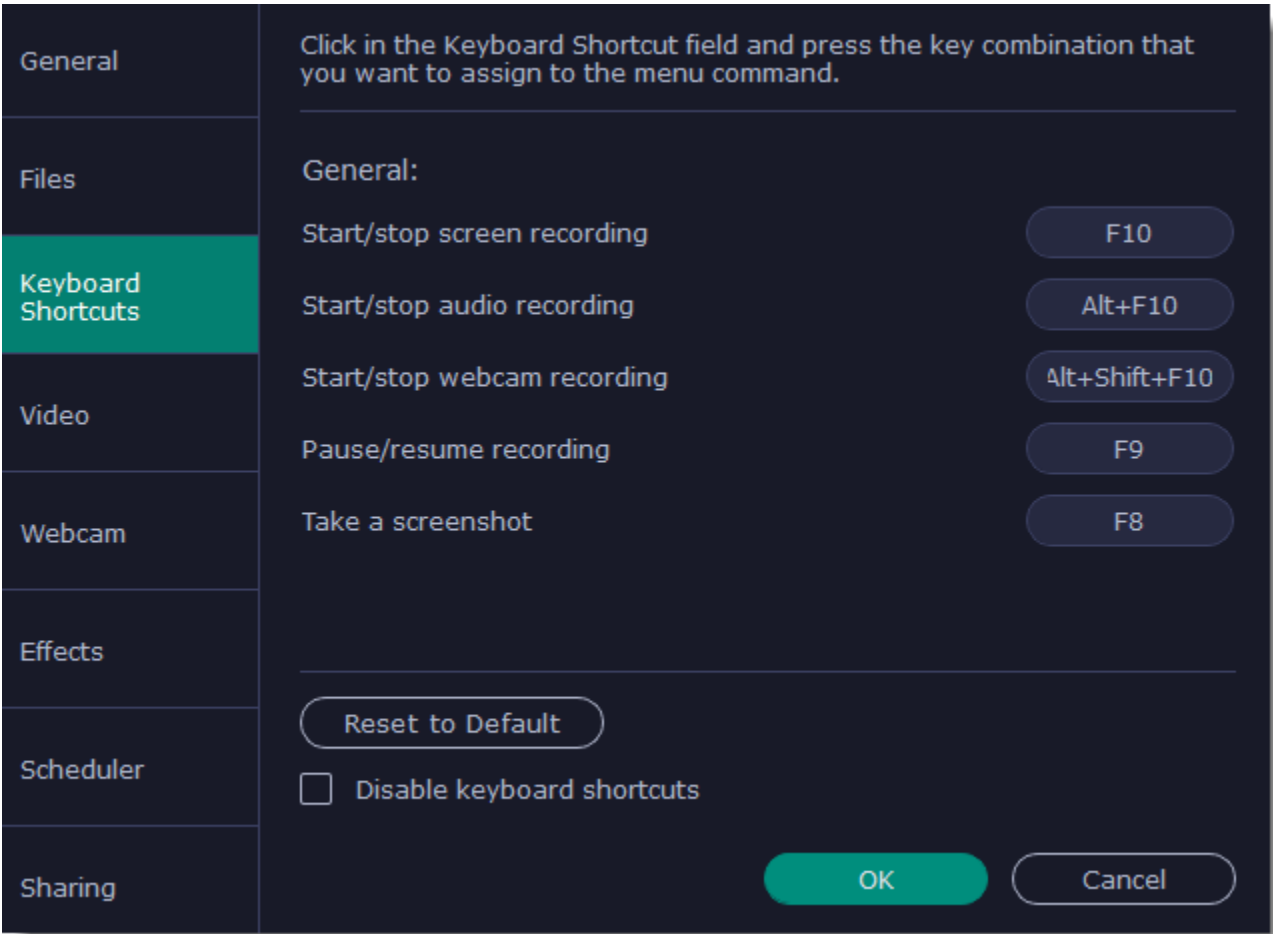 General
Files
Keyboard
Shortcuts
Video
Webcam
Effects
Scheduler
Sharing
Click in the Keyboard Shortcut field and press the key combination that
you want to assign to the menu command.
General:
Start/stop screen recording F10
Start/stop audio recording Alt+F10
Start/stop webcam recording Alt+Shift+F10
Pause/resume recording F9
Take a screenshot F8
Reset to Default
Disable keyboard shortcuts
OK Cancel